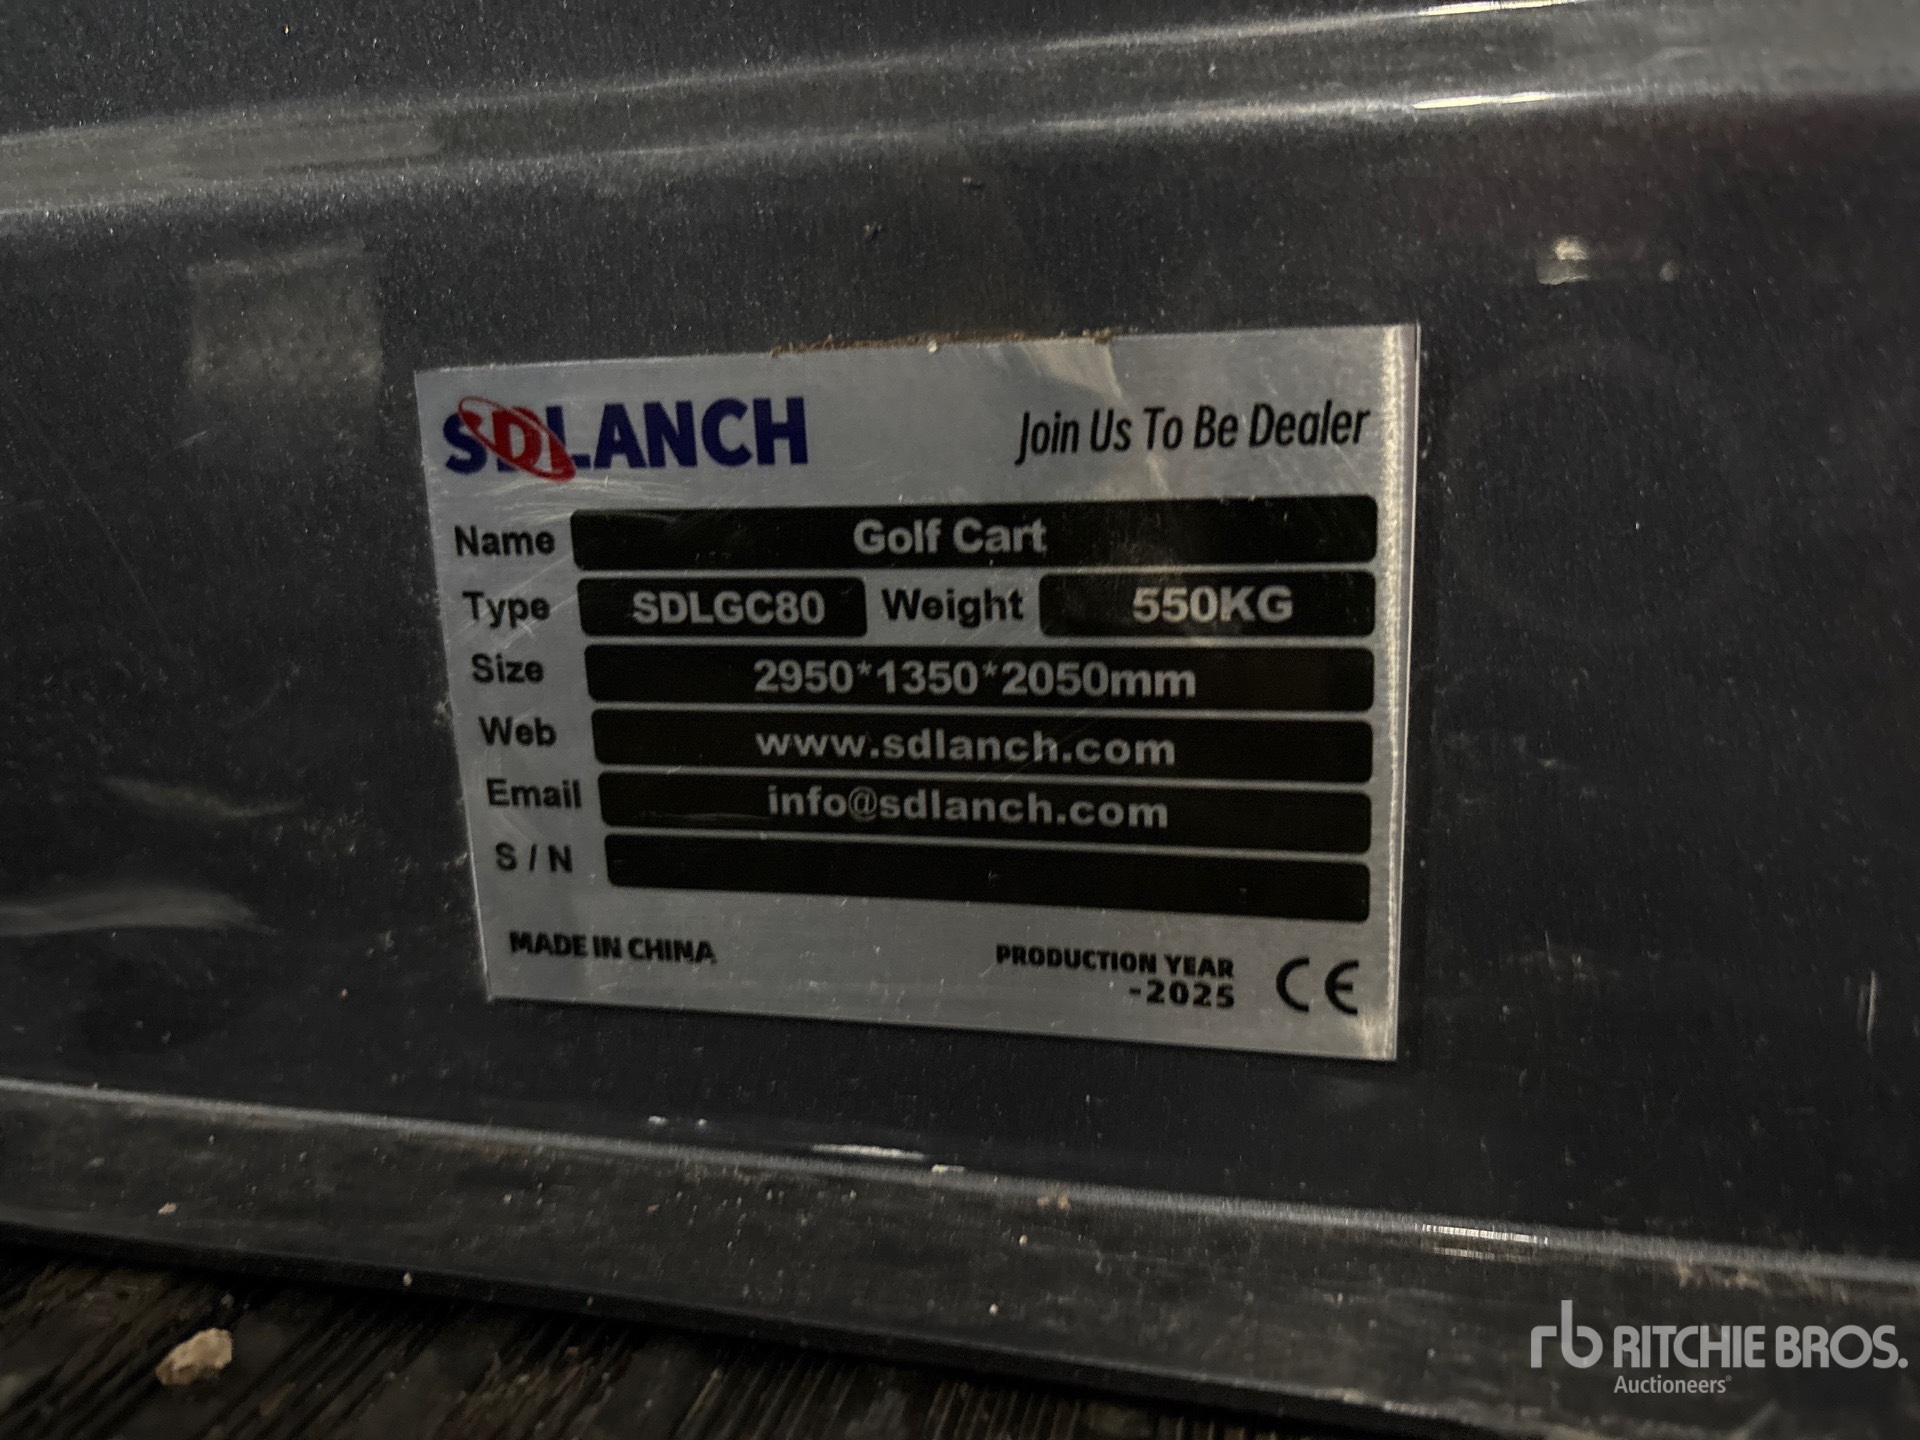 SDLANCH Join Us To Be Dealer
Name Golf Cart
Type SDLGC80 Weight 550KG
Size 2950*1350*2050mm
Web www.sdlanch.com
Email info@sdlanch.com
S / N
MADE IN CHINA PRODUCTION YEAR
-2025 CE
rb RITCHIE BROS.
Auctioneers